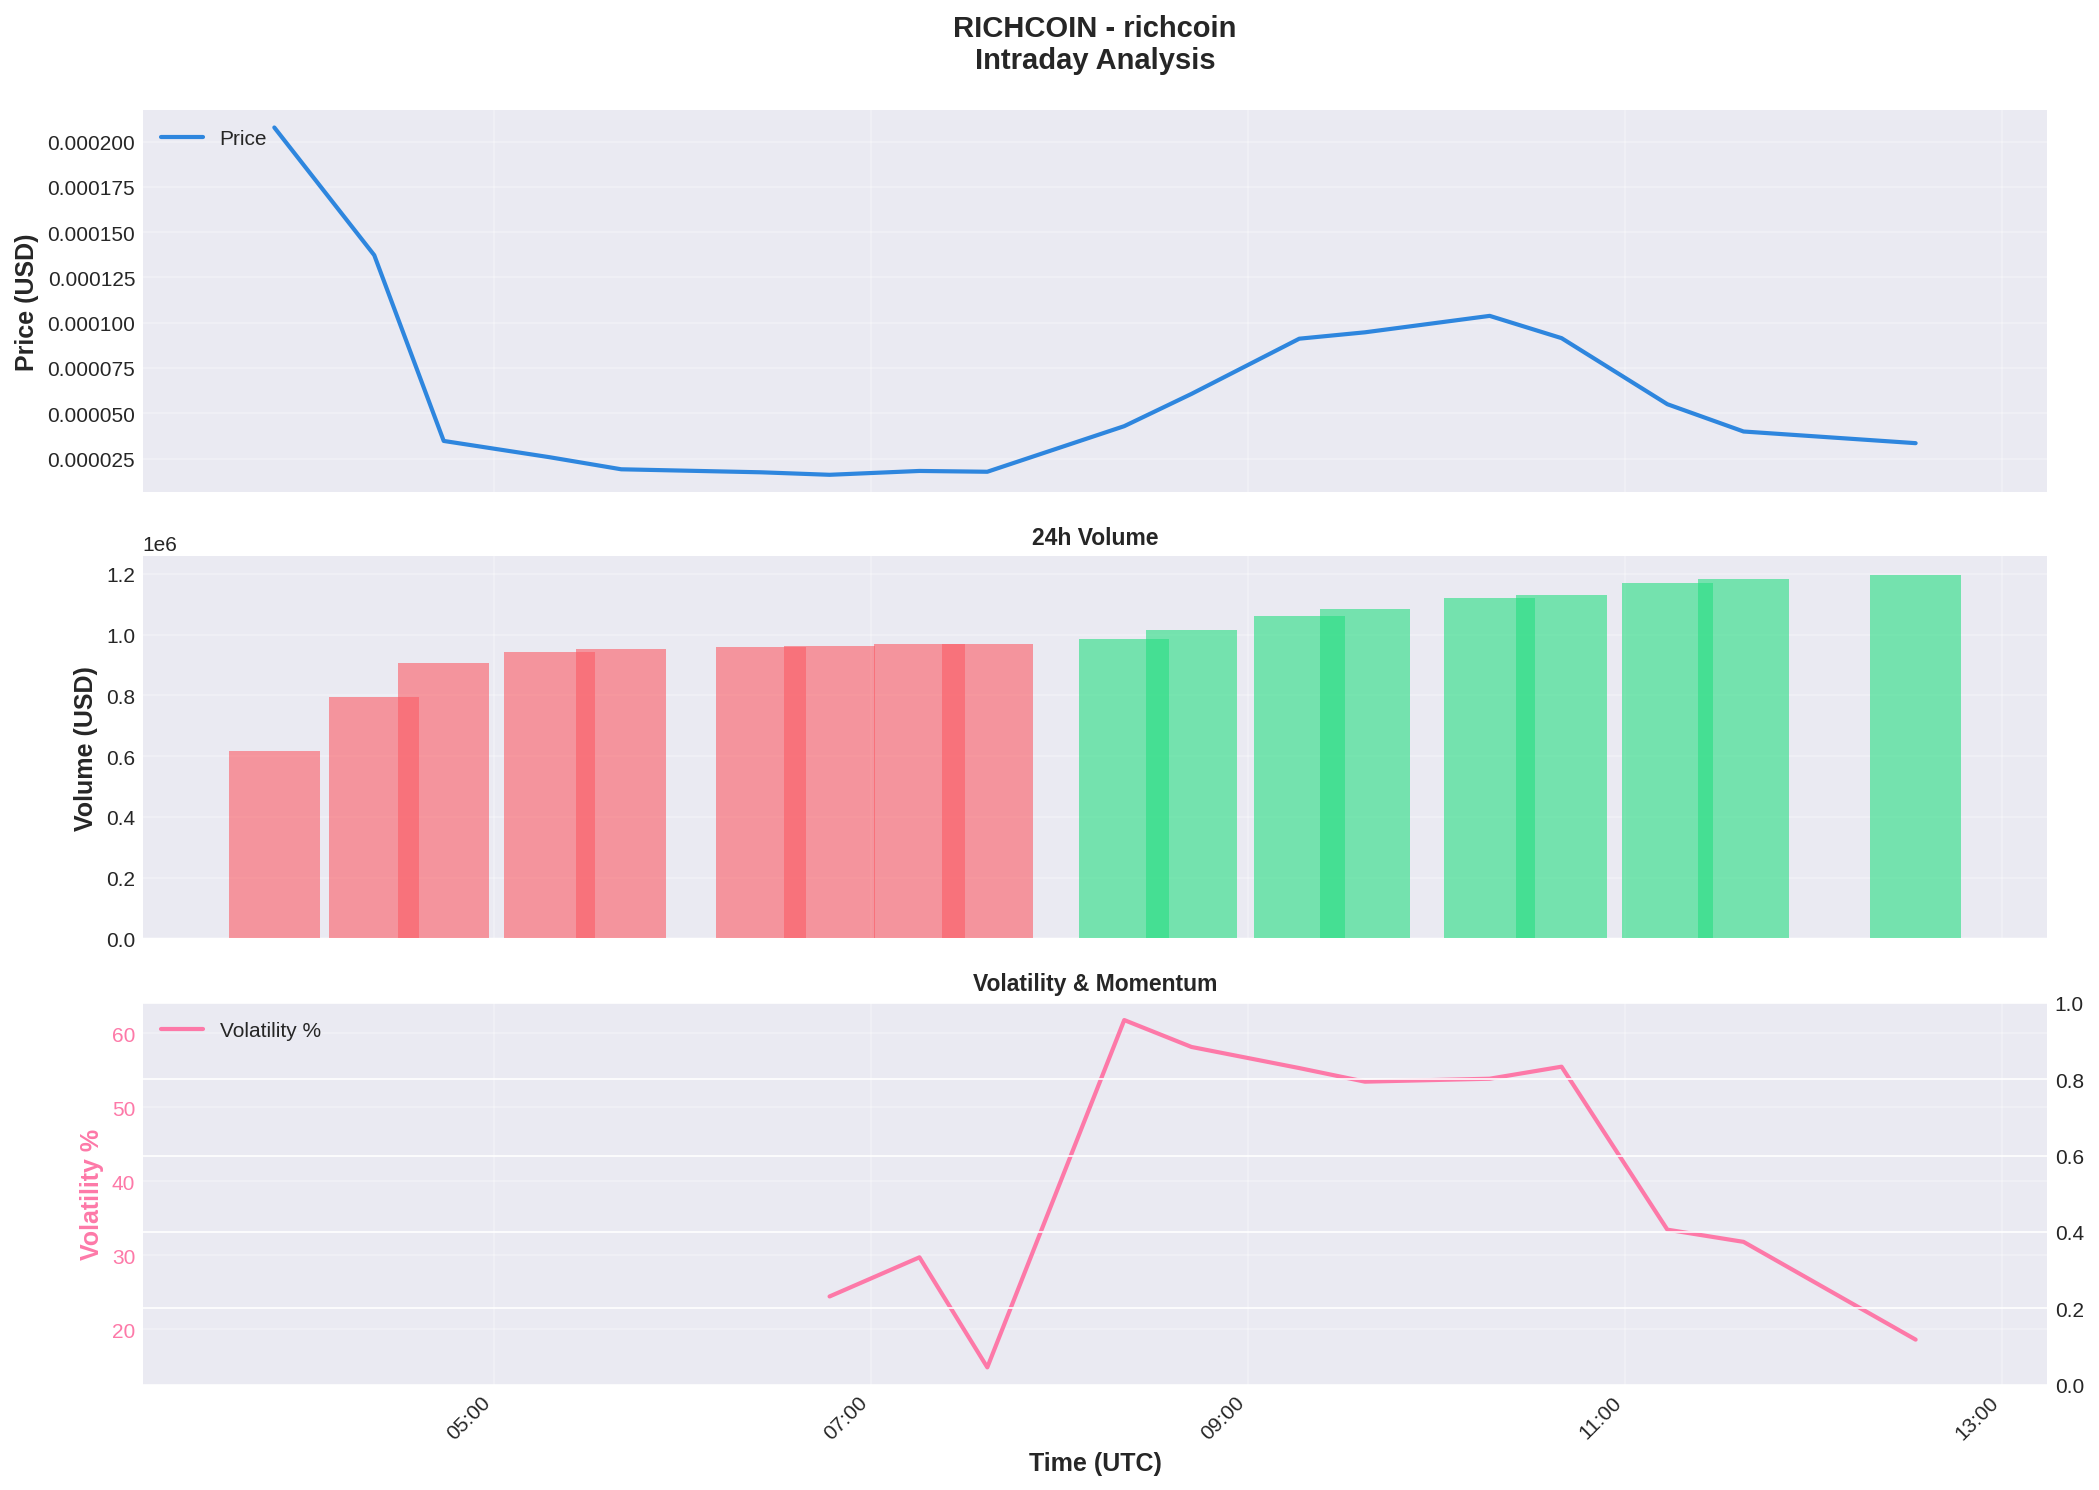 RICHCOIN - richcoin
Intraday Analysis
Price
0.000200
0.000175
0.000150
0.000125
0.000100
0.000075
0.000050
0.000025
Price (USD)
24h Volume
1e6
1.2
1.0
0.8
0.6
0.4
0.2
0.0
Volume (USD)
Volatility & Momentum
Volatility %
60
50
40
30
20
Volatility %
1.0
0.8
0.6
0.4
0.2
0.0
05:00
07:00
09:00
11:00
13:00
Time (UTC)